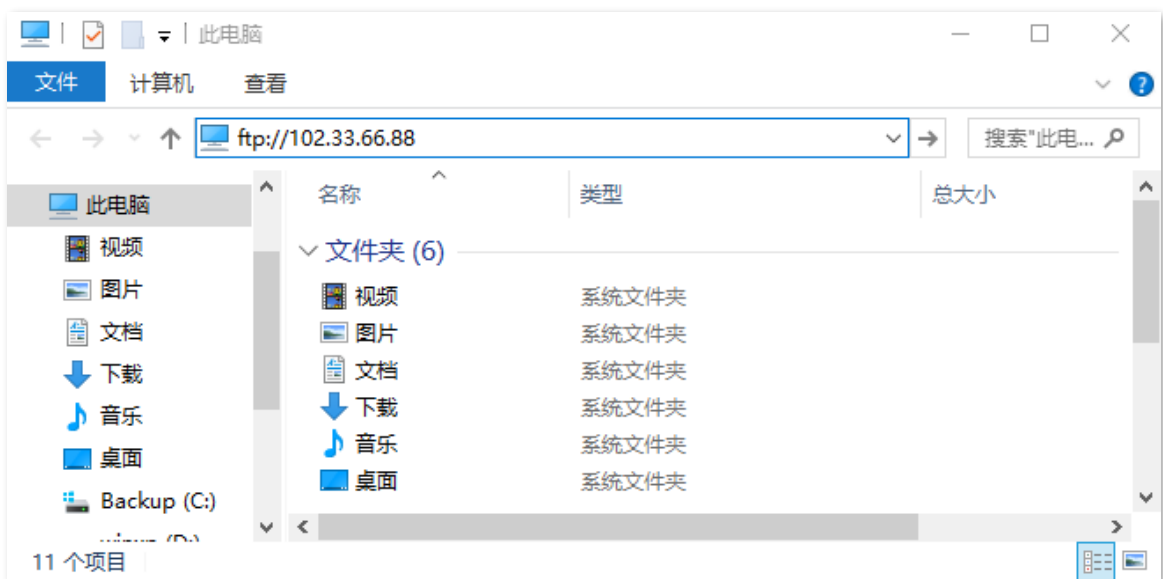 此电脑
文件 计算机 查看
ftp://102.33.66.88 搜索"此电...
此电脑
视频
图片
文档
下载
音乐
桌面
Backup (C:)
名称 类型 总大小
文件夹 (6)
视频 系统文件夹
图片 系统文件夹
文档 系统文件夹
下载 系统文件夹
音乐 系统文件夹
桌面 系统文件夹
11 个项目